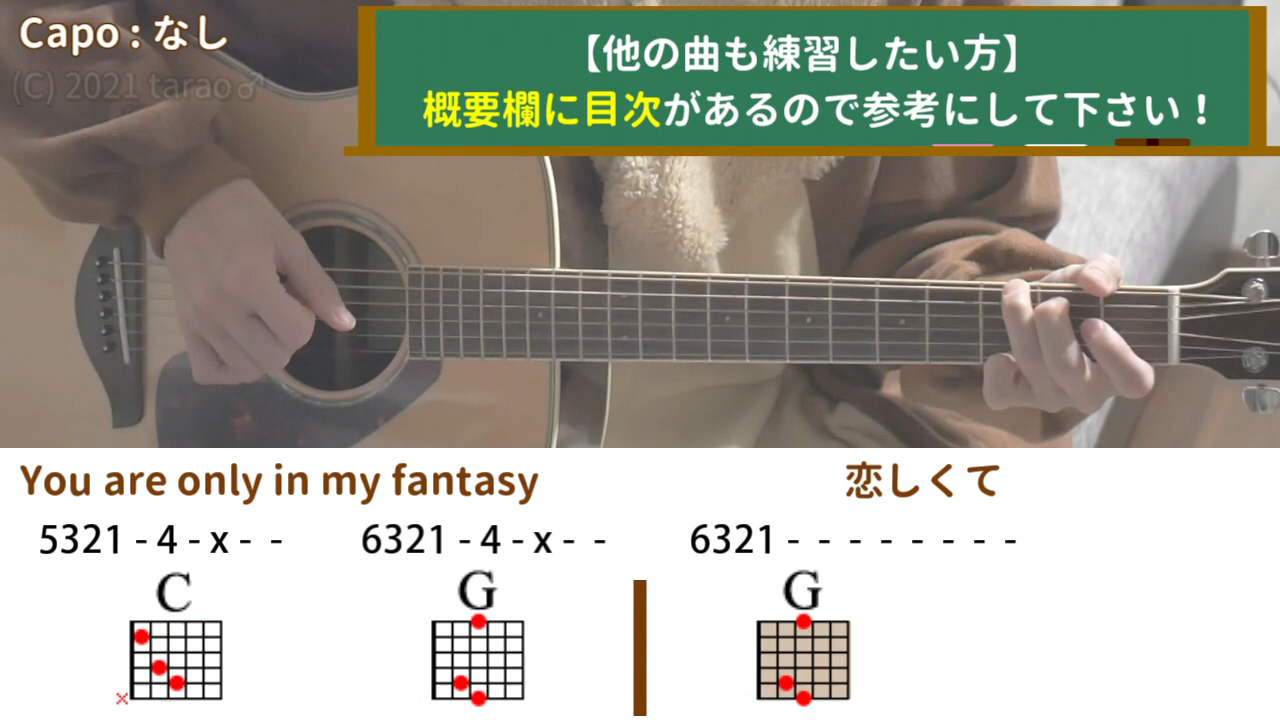 Capo : なし
(C) 2021 tarao♂
【他の曲も練習したい方】
概要欄に目次があるので参考にして下さい！
You are only in my fantasy
恋しくて
5321 - 4 - x - -
6321 - 4 - x - -
6321 - - - - - - - -
C
G
G
x